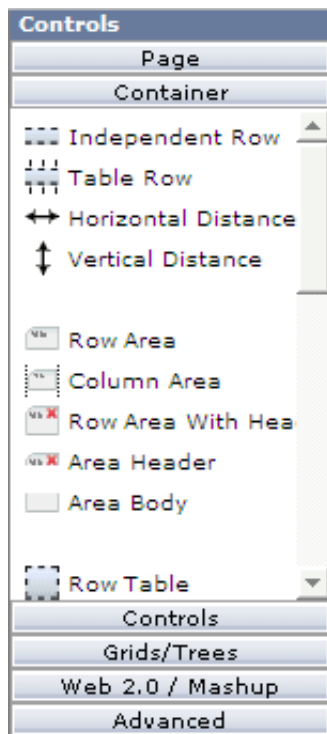 Controls
Page
Container
Independent Row
Table Row
Horizontal Distance
Vertical Distance
Row Area
Column Area
Row Area With Hea
Area Header
Area Body
Row Table
Controls
Grids/Trees
Web 2.0 / Mashup
Advanced